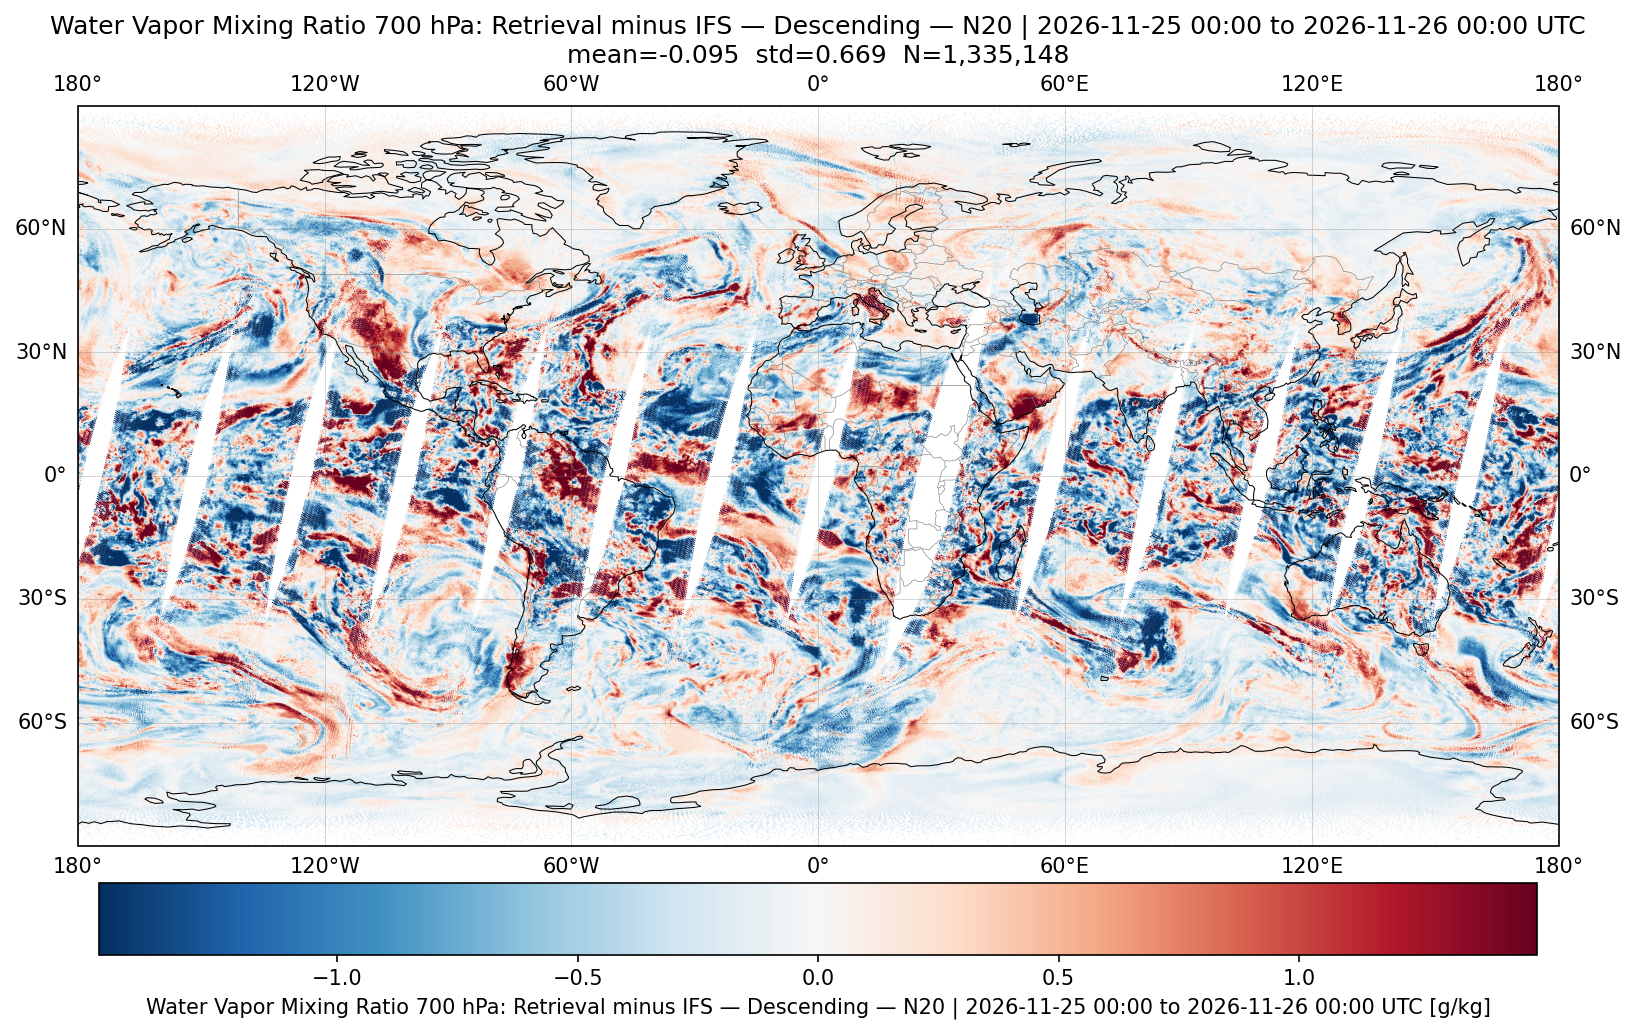 Water Vapor Mixing Ratio 700 hPa: Retrieval minus IFS — Descending — N20 | 2026-11-25 00:00 to 2026-11-26 00:00 UTC
mean=-0.095  std=0.669  N=1,335,148
180° 120°W 60°W 0° 60°E 120°E 180°
60°N 60°N
30°N 30°N
0° 0°
30°S 30°S
60°S 60°S
180° 120°W 60°W 0° 60°E 120°E 180°
−1.0 −0.5 0.0 0.5 1.0
Water Vapor Mixing Ratio 700 hPa: Retrieval minus IFS — Descending — N20 | 2026-11-25 00:00 to 2026-11-26 00:00 UTC [g/kg]